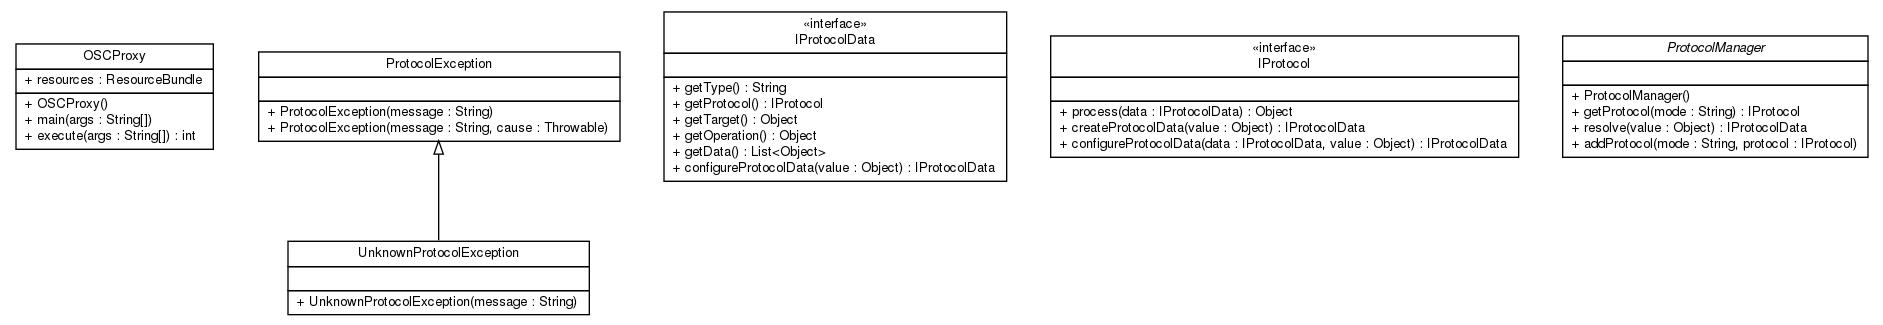 OSCProxy
+ resources : ResourceBundle
+ OSCProxy()
+ main(args : String[])
+ execute(args : String[]) : int
ProtocolException
+ ProtocolException(message : String)
+ ProtocolException(message : String, cause : Throwable)
UnknownProtocolException
+ UnknownProtocolException(message : String)
«interface»
IProtocolData
+ getType() : String
+ getProtocol() : IProtocol
+ getTarget() : Object
+ getOperation() : Object
+ getData() : List<Object>
+ configureProtocolData(value : Object) : IProtocolData
«interface»
IProtocol
+ process(data : IProtocolData) : Object
+ createProtocolData(value : Object) : IProtocolData
+ configureProtocolData(data : IProtocolData, value : Object) : IProtocolData
ProtocolManager
+ ProtocolManager()
+ getProtocol(mode : String) : IProtocol
+ resolve(value : Object) : IProtocolData
+ addProtocol(mode : String, protocol : IProtocol)